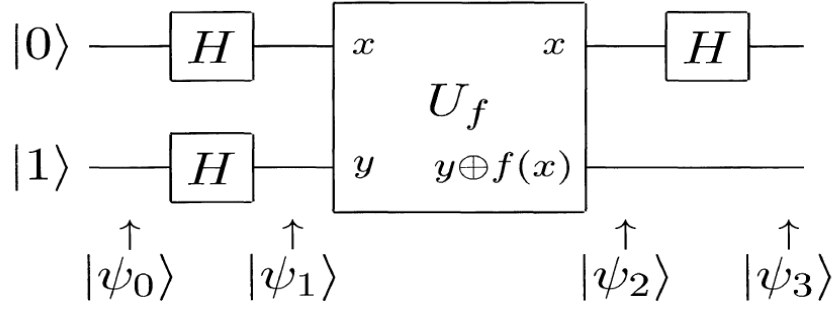 |0⟩ H x x H
U_f
|1⟩ H y y⊕f(x)
↑ ↑ ↑ ↑
|ψ₀⟩ |ψ₁⟩ |ψ₂⟩ |ψ₃⟩